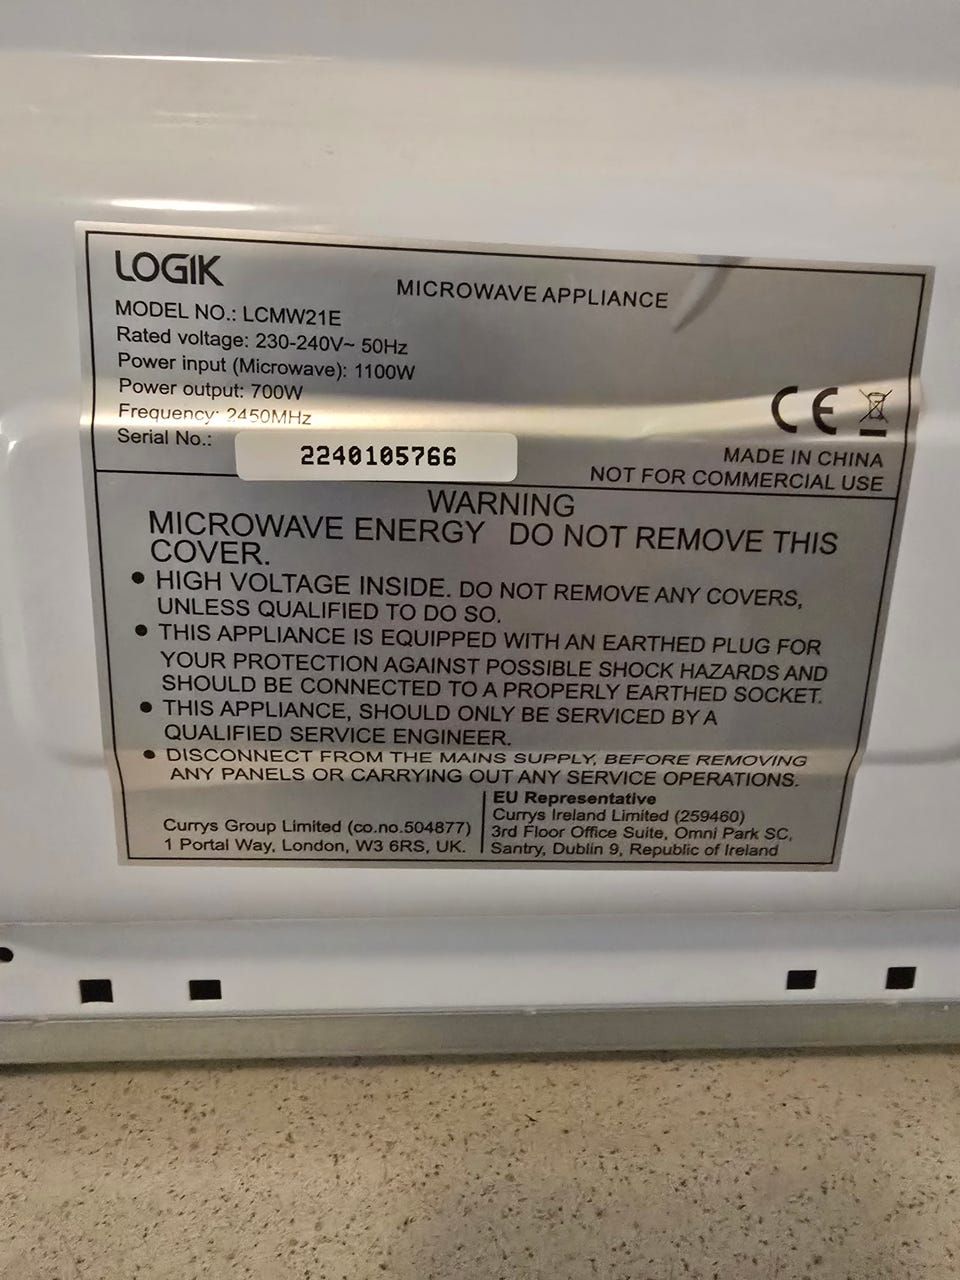 LOGIK
MICROWAVE APPLIANCE
MODEL NO.: LCMW21E
Rated voltage: 230-240V~ 50Hz
Power input (Microwave): 1100W
Power output: 700W
Frequency: 2450MHz
Serial No.: 2240105766
CE
MADE IN CHINA
NOT FOR COMMERCIAL USE
WARNING
MICROWAVE ENERGY DO NOT REMOVE THIS
COVER.
• HIGH VOLTAGE INSIDE. DO NOT REMOVE ANY COVERS,
UNLESS QUALIFIED TO DO SO.
• THIS APPLIANCE IS EQUIPPED WITH AN EARTHED PLUG FOR
YOUR PROTECTION AGAINST POSSIBLE SHOCK HAZARDS AND
SHOULD BE CONNECTED TO A PROPERLY EARTHED SOCKET.
• THIS APPLIANCE, SHOULD ONLY BE SERVICED BY A
QUALIFIED SERVICE ENGINEER.
• DISCONNECT FROM THE MAINS SUPPLY, BEFORE REMOVING
ANY PANELS OR CARRYING OUT ANY SERVICE OPERATIONS.
Currys Group Limited (co.no.504877)
1 Portal Way, London, W3 6RS, UK.
EU Representative
Currys Ireland Limited (259460)
3rd Floor Office Suite, Omni Park SC,
Santry, Dublin 9, Republic of Ireland